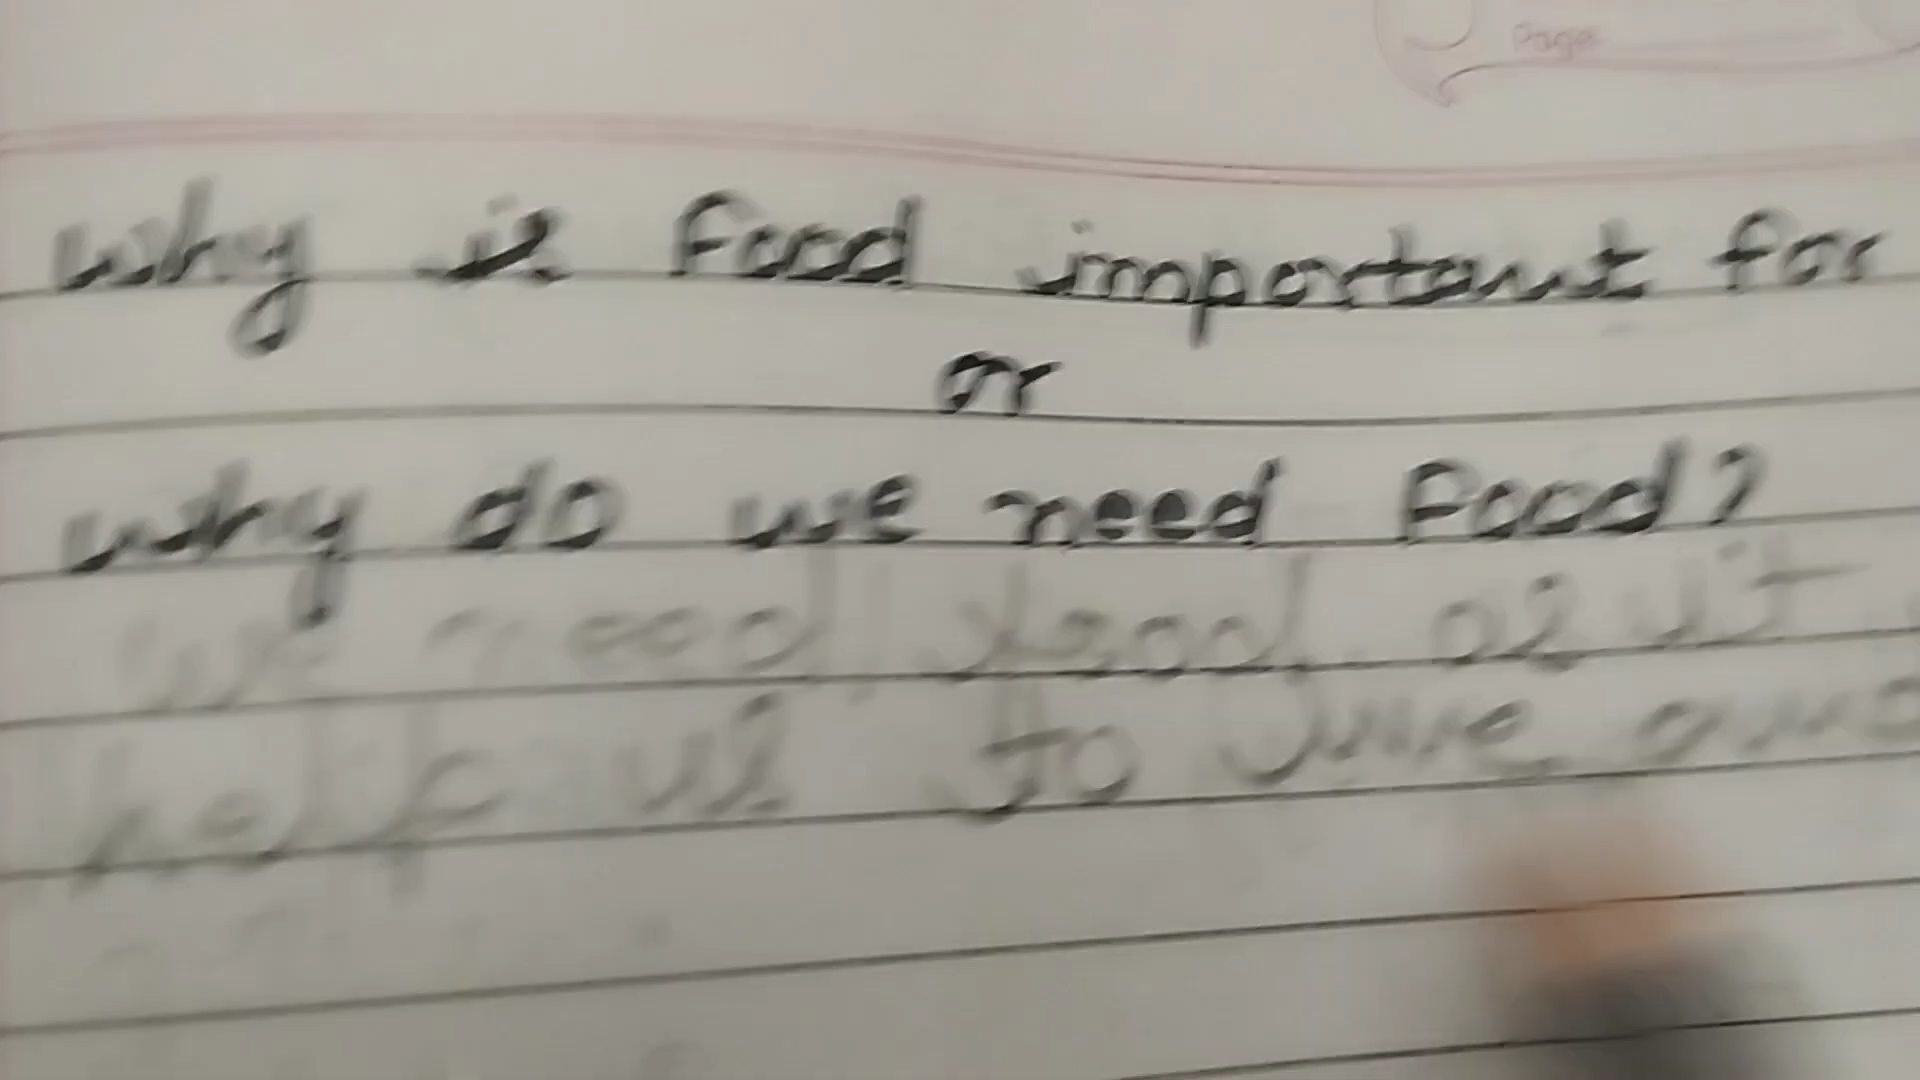 Page
Why is Food important for
or
Why do we need Food?
We need food as it
help us to live and